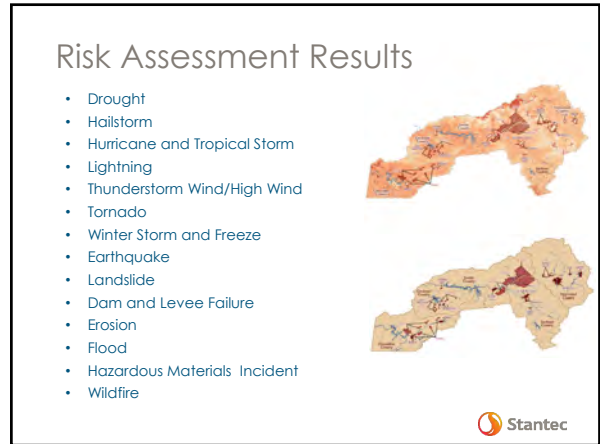 Risk Assessment Results
• Drought
• Hailstorm
• Hurricane and Tropical Storm
• Lightning
• Thunderstorm Wind/High Wind
• Tornado
• Winter Storm and Freeze
• Earthquake
• Landslide
• Dam and Levee Failure
• Erosion
• Flood
• Hazardous Materials Incident
• Wildfire
Stantec